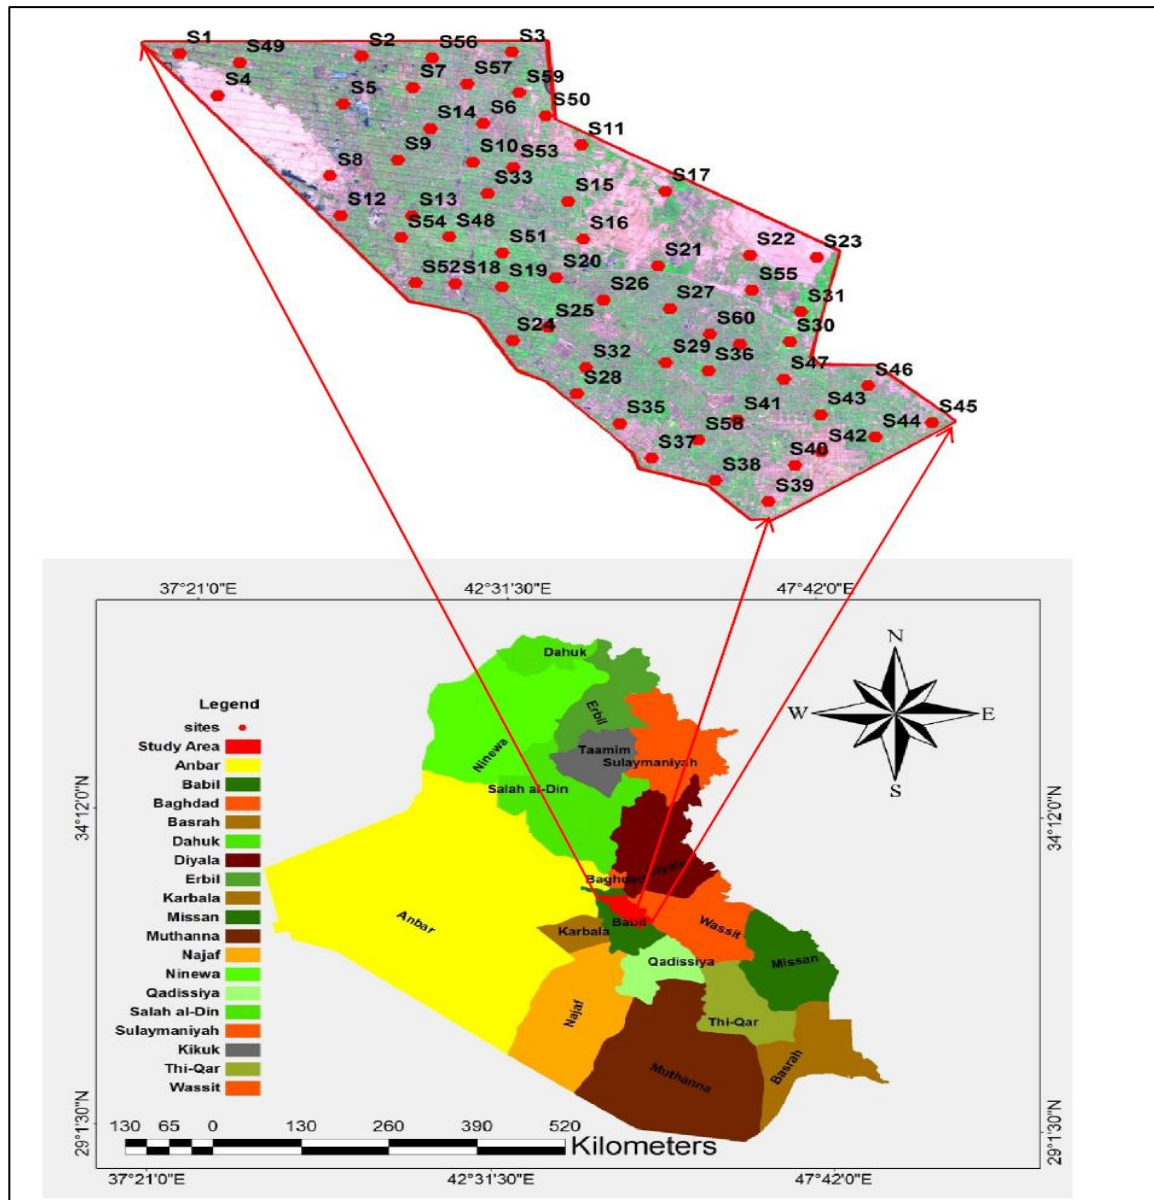 S1
S49
S2
S56
S3
S4
S5
S7
S57
S59
S50
S14
S6
S11
S9
S10
S53
S8
S33
S15
S17
S12
S13
S54
S48
S16
S51
S21
S22
S23
S52
S18
S19
S20
S55
S26
S27
S31
S25
S60
S30
S24
S29
S36
S32
S47
S46
S28
S43
S45
S35
S41
S44
S58
S42
S37
S40
S38
S39
37°21'0"E 42°31'30"E 47°42'0"E
34°12'0"N
34°12'0"N
29°1'30"N
29°1'30"N
N
W E
S
Dahuk
Erbil
Ninewa
Taamim
Sulaymaniyah
Salah al-Din
Diyala
Baghdad
Anbar
Babil
Karbala
Wassit
Qadissiya
Missan
Najaf
Thi-Qar
Muthanna
Basrah
Legend
sites
Study Area
Anbar
Babil
Baghdad
Basrah
Dahuk
Diyala
Erbil
Karbala
Missan
Muthanna
Najaf
Ninewa
Qadissiya
Salah al-Din
Sulaymaniyah
Kikuk
Thi-Qar
Wassit
130 65 0 130 260 390 520
Kilometers
37°21'0"E 42°31'30"E 47°42'0"E